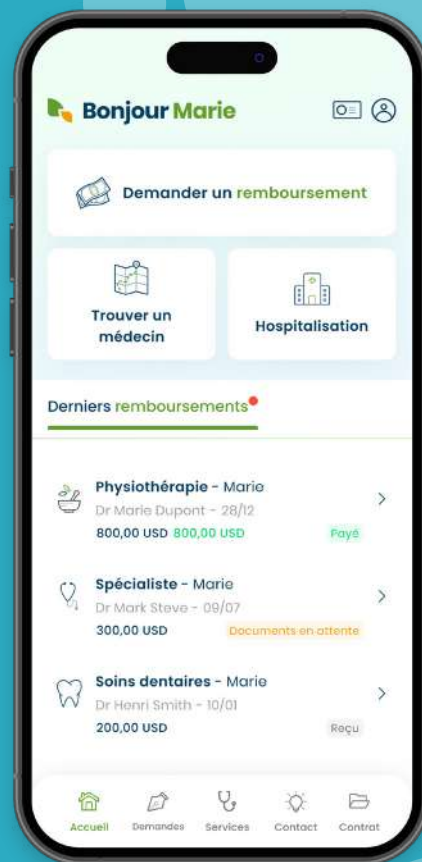 Bonjour Marie
Demander un remboursement
Trouver un
médecin
Hospitalisation
Derniers remboursements
Physiothérapie - Marie
Dr Marie Dupont - 28/12
800,00 USD 800,00 USD
Payé
Spécialiste - Marie
Dr Mark Steve - 09/07
300,00 USD
Documents en attente
Soins dentaires - Marie
Dr Henri Smith - 10/01
200,00 USD
Reçu
Accueil
Demandes
Services
Contact
Contrat